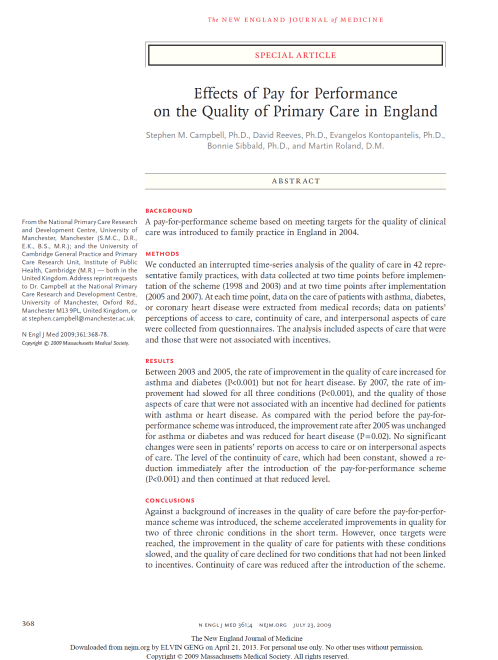 The NEW ENGLAND JOURNAL of MEDICINE
SPECIAL ARTICLE
Effects of Pay for Performance
on the Quality of Primary Care in England
Stephen M. Campbell, Ph.D., David Reeves, Ph.D., Evangelos Kontopantelis, Ph.D.,
Bonnie Sibbald, Ph.D., and Martin Roland, D.M.
ABSTRACT
From the National Primary Care Research
and Development Centre, University of
Manchester, Manchester (S.M.C., D.R.,
E.K., B.S., M.R.); and the University of
Cambridge General Practice and Primary
Care Research Unit, Institute of Public
Health, Cambridge (M.R.) — both in the
United Kingdom. Address reprint requests
to Dr. Campbell at the National Primary
Care Research and Development Centre,
University of Manchester, Oxford Rd.,
Manchester M13 9PL, United Kingdom, or
at stephen.campbell@manchester.ac.uk.
N Engl J Med 2009;361:368-78.
Copyright © 2009 Massachusetts Medical Society.
BACKGROUND
A pay-for-performance scheme based on meeting targets for the quality of clinical
care was introduced to family practice in England in 2004.
METHODS
We conducted an interrupted time-series analysis of the quality of care in 42 repre-
sentative family practices, with data collected at two time points before implemen-
tation of the scheme (1998 and 2003) and at two time points after implementation
(2005 and 2007). At each time point, data on the care of patients with asthma, diabetes,
or coronary heart disease were extracted from medical records; data on patients'
perceptions of access to care, continuity of care, and interpersonal aspects of care
were collected from questionnaires. The analysis included aspects of care that were
and those that were not associated with incentives.
RESULTS
Between 2003 and 2005, the rate of improvement in the quality of care increased for
asthma and diabetes (P<0.001) but not for heart disease. By 2007, the rate of im-
provement had slowed for all three conditions (P<0.001), and the quality of those
aspects of care that were not associated with an incentive had declined for patients
with asthma or heart disease. As compared with the period before the pay-for-
performance scheme was introduced, the improvement rate after 2005 was unchanged
for asthma or diabetes and was reduced for heart disease (P=0.02). No significant
changes were seen in patients' reports on access to care or on interpersonal aspects
of care. The level of the continuity of care, which had been constant, showed a re-
duction immediately after the introduction of the pay-for-performance scheme
(P<0.001) and then continued at that reduced level.
CONCLUSIONS
Against a background of increases in the quality of care before the pay-for-perfor-
mance scheme was introduced, the scheme accelerated improvements in quality for
two of three chronic conditions in the short term. However, once targets were
reached, the improvement in the quality of care for patients with these conditions
slowed, and the quality of care declined for two conditions that had not been linked
to incentives. Continuity of care was reduced after the introduction of the scheme.
368
N ENGL J MED 361;4 NEJM.ORG JULY 23, 2009
The New England Journal of Medicine
Downloaded from nejm.org by ELVIN GENG on April 21, 2013. For personal use only. No other uses without permission.
Copyright © 2009 Massachusetts Medical Society. All rights reserved.